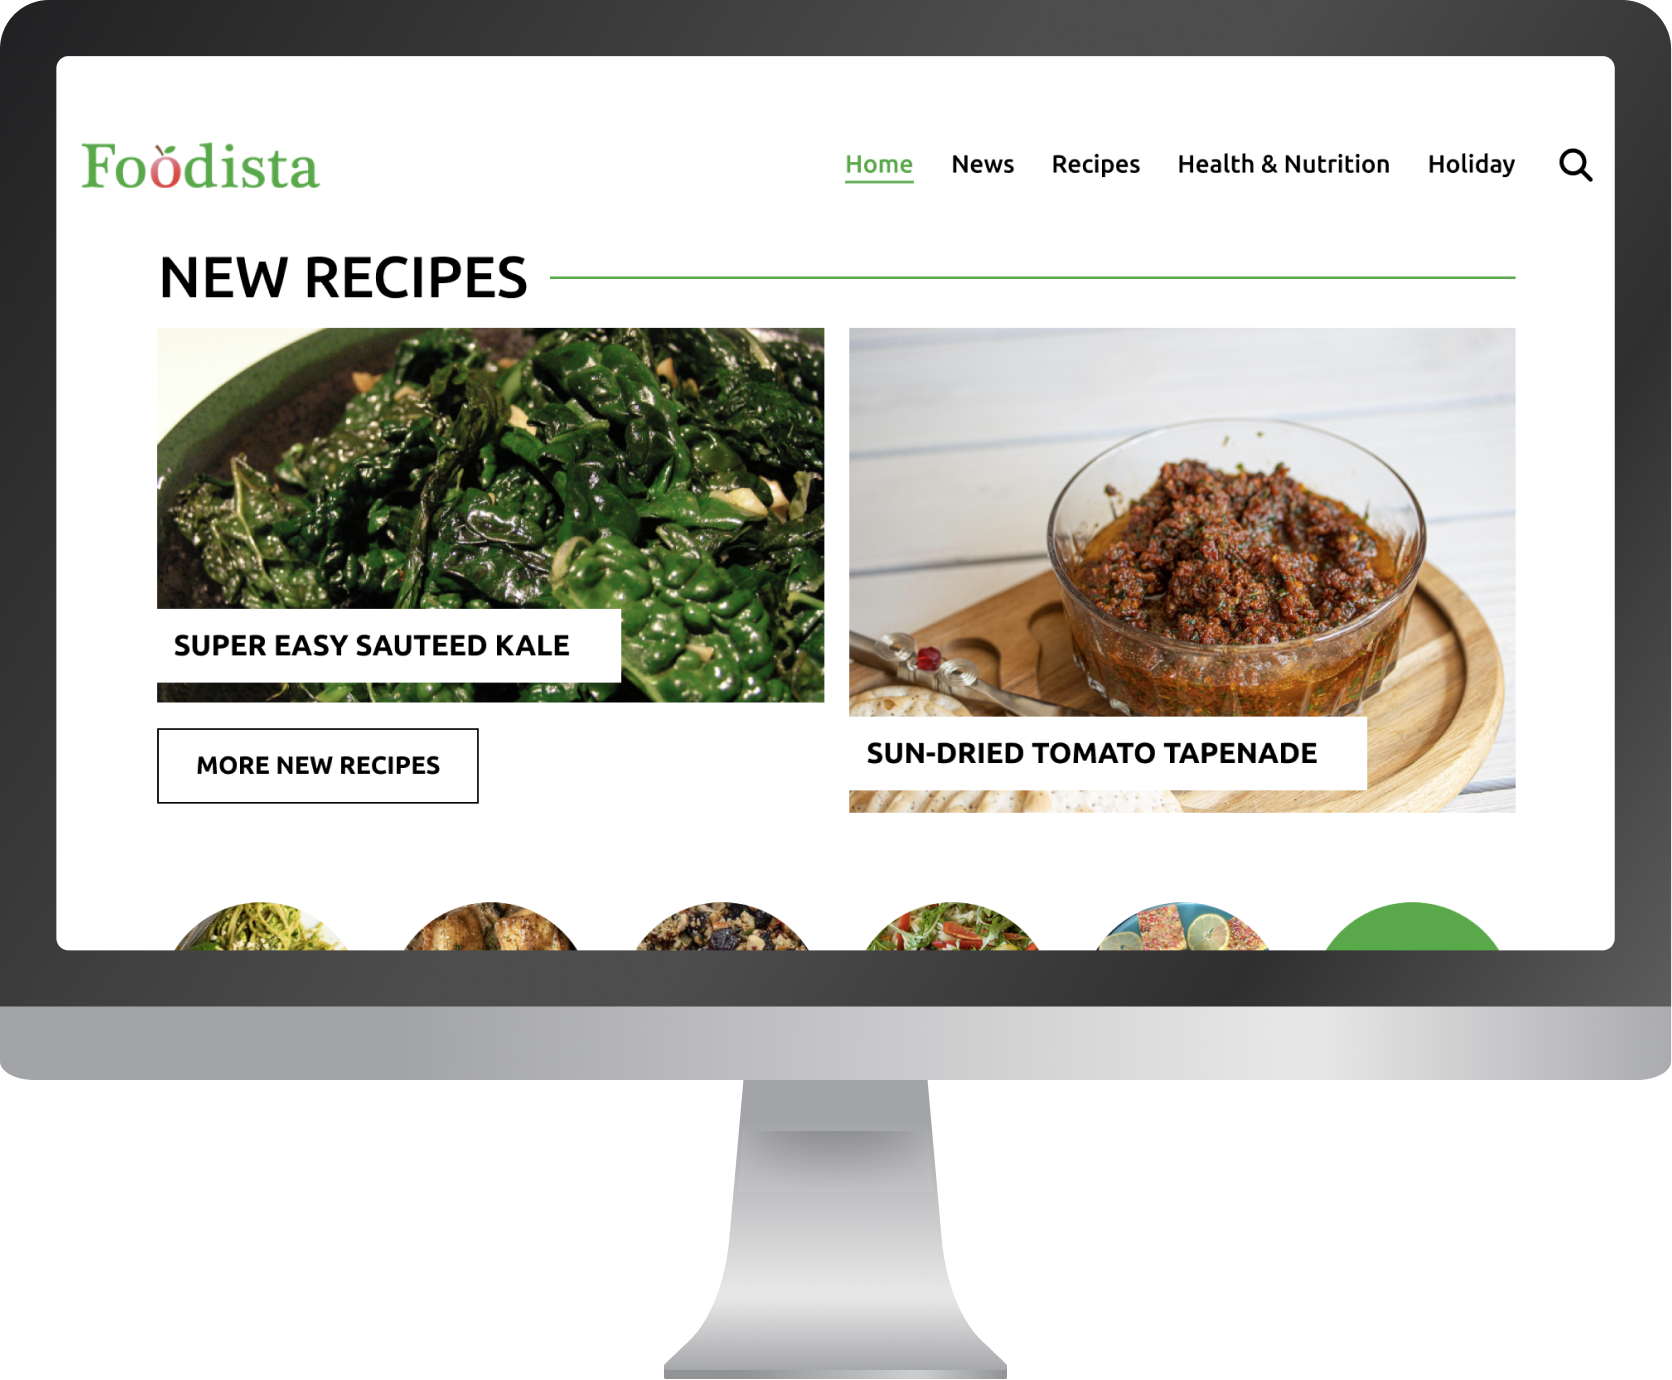 Foodista
Home News Recipes Health & Nutrition Holiday
NEW RECIPES
SUPER EASY SAUTEED KALE
SUN-DRIED TOMATO TAPENADE
MORE NEW RECIPES